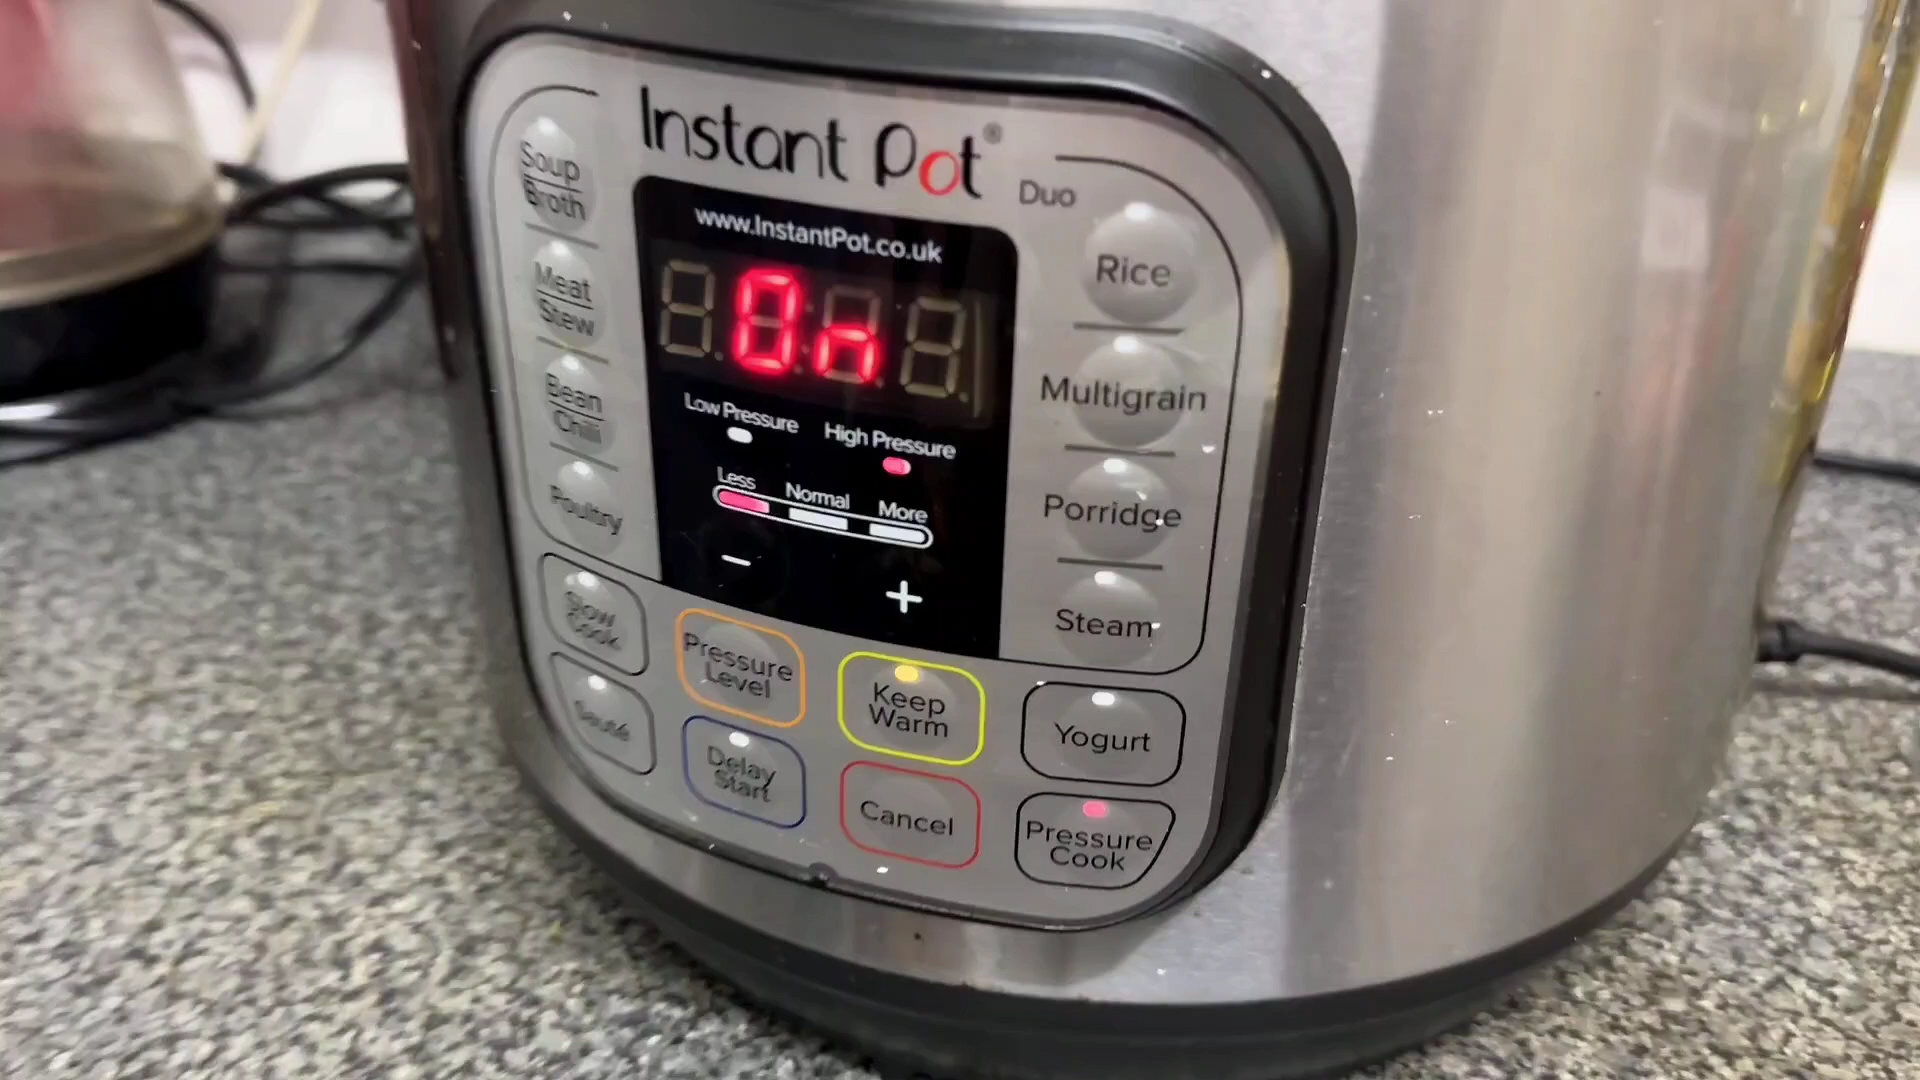 Instant Pot®
Duo
www.InstantPot.co.uk
On
Low Pressure
High Pressure
Less
Normal
More
−
+
Soup
Broth
Meat
Stew
Bean
Chili
Poultry
Slow
Cook
Sauté
Rice
Multigrain
Porridge
Steam
Pressure
Level
Keep
Warm
Yogurt
Delay
Start
Cancel
Pressure
Cook